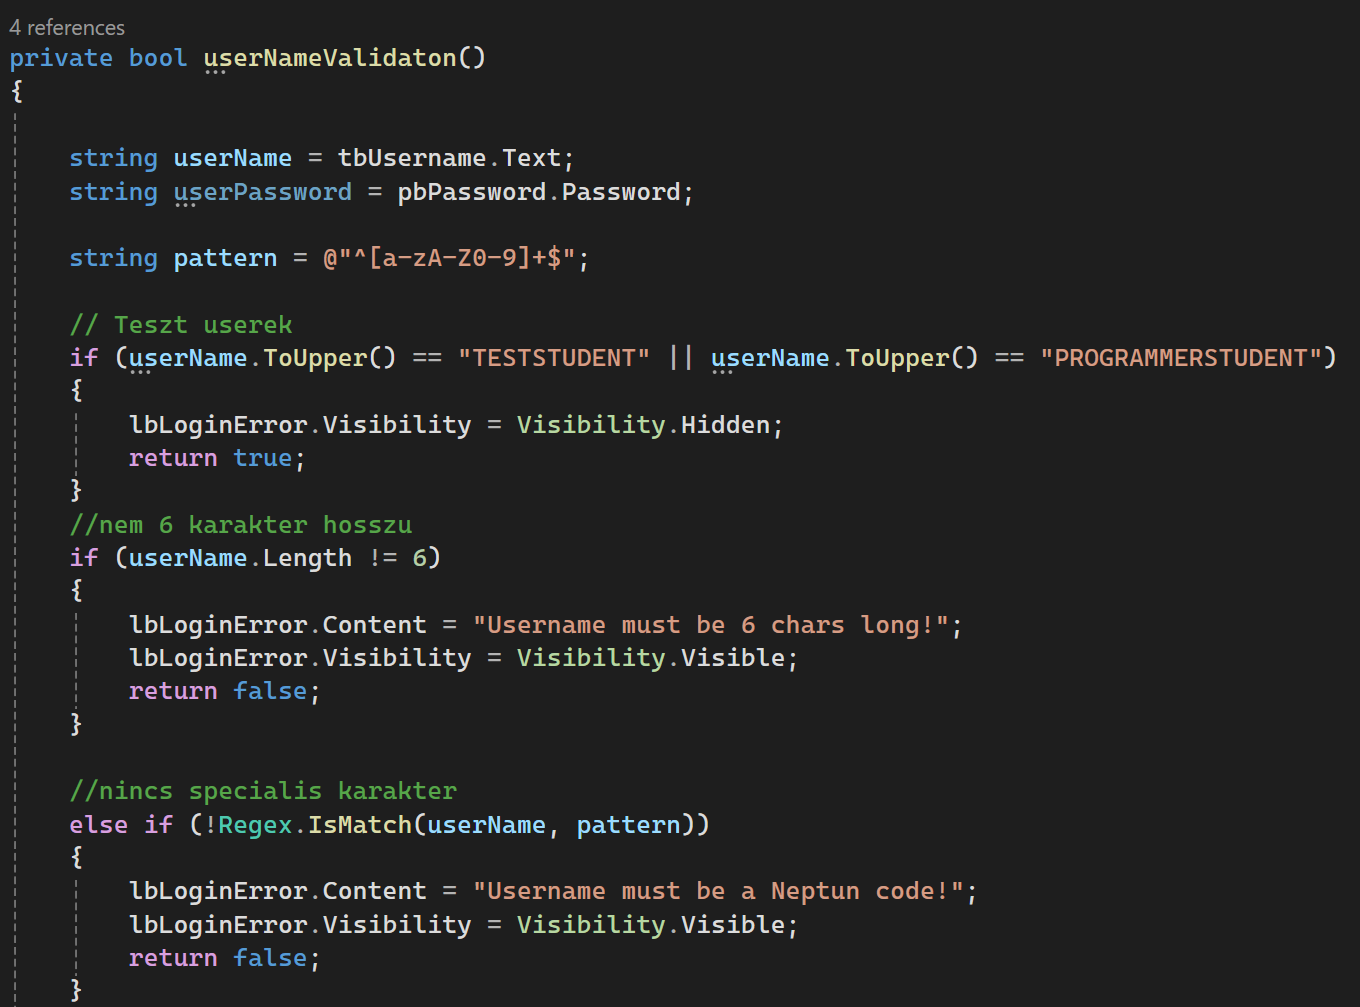 4 references
private bool userNameValidaton()
{
string userName = tbUsername.Text;
string userPassword = pbPassword.Password;
string pattern = @"^[a-zA-Z0-9]+$";
// Teszt userek
if (userName.ToUpper() == "TESTSTUDENT" || userName.ToUpper() == "PROGRAMMERSTUDENT")
{
lbLoginError.Visibility = Visibility.Hidden;
return true;
}
//nem 6 karakter hosszu
if (userName.Length != 6)
{
lbLoginError.Content = "Username must be 6 chars long!";
lbLoginError.Visibility = Visibility.Visible;
return false;
}
//nincs specialis karakter
else if (!Regex.IsMatch(userName, pattern))
{
lbLoginError.Content = "Username must be a Neptun code!";
lbLoginError.Visibility = Visibility.Visible;
return false;
}